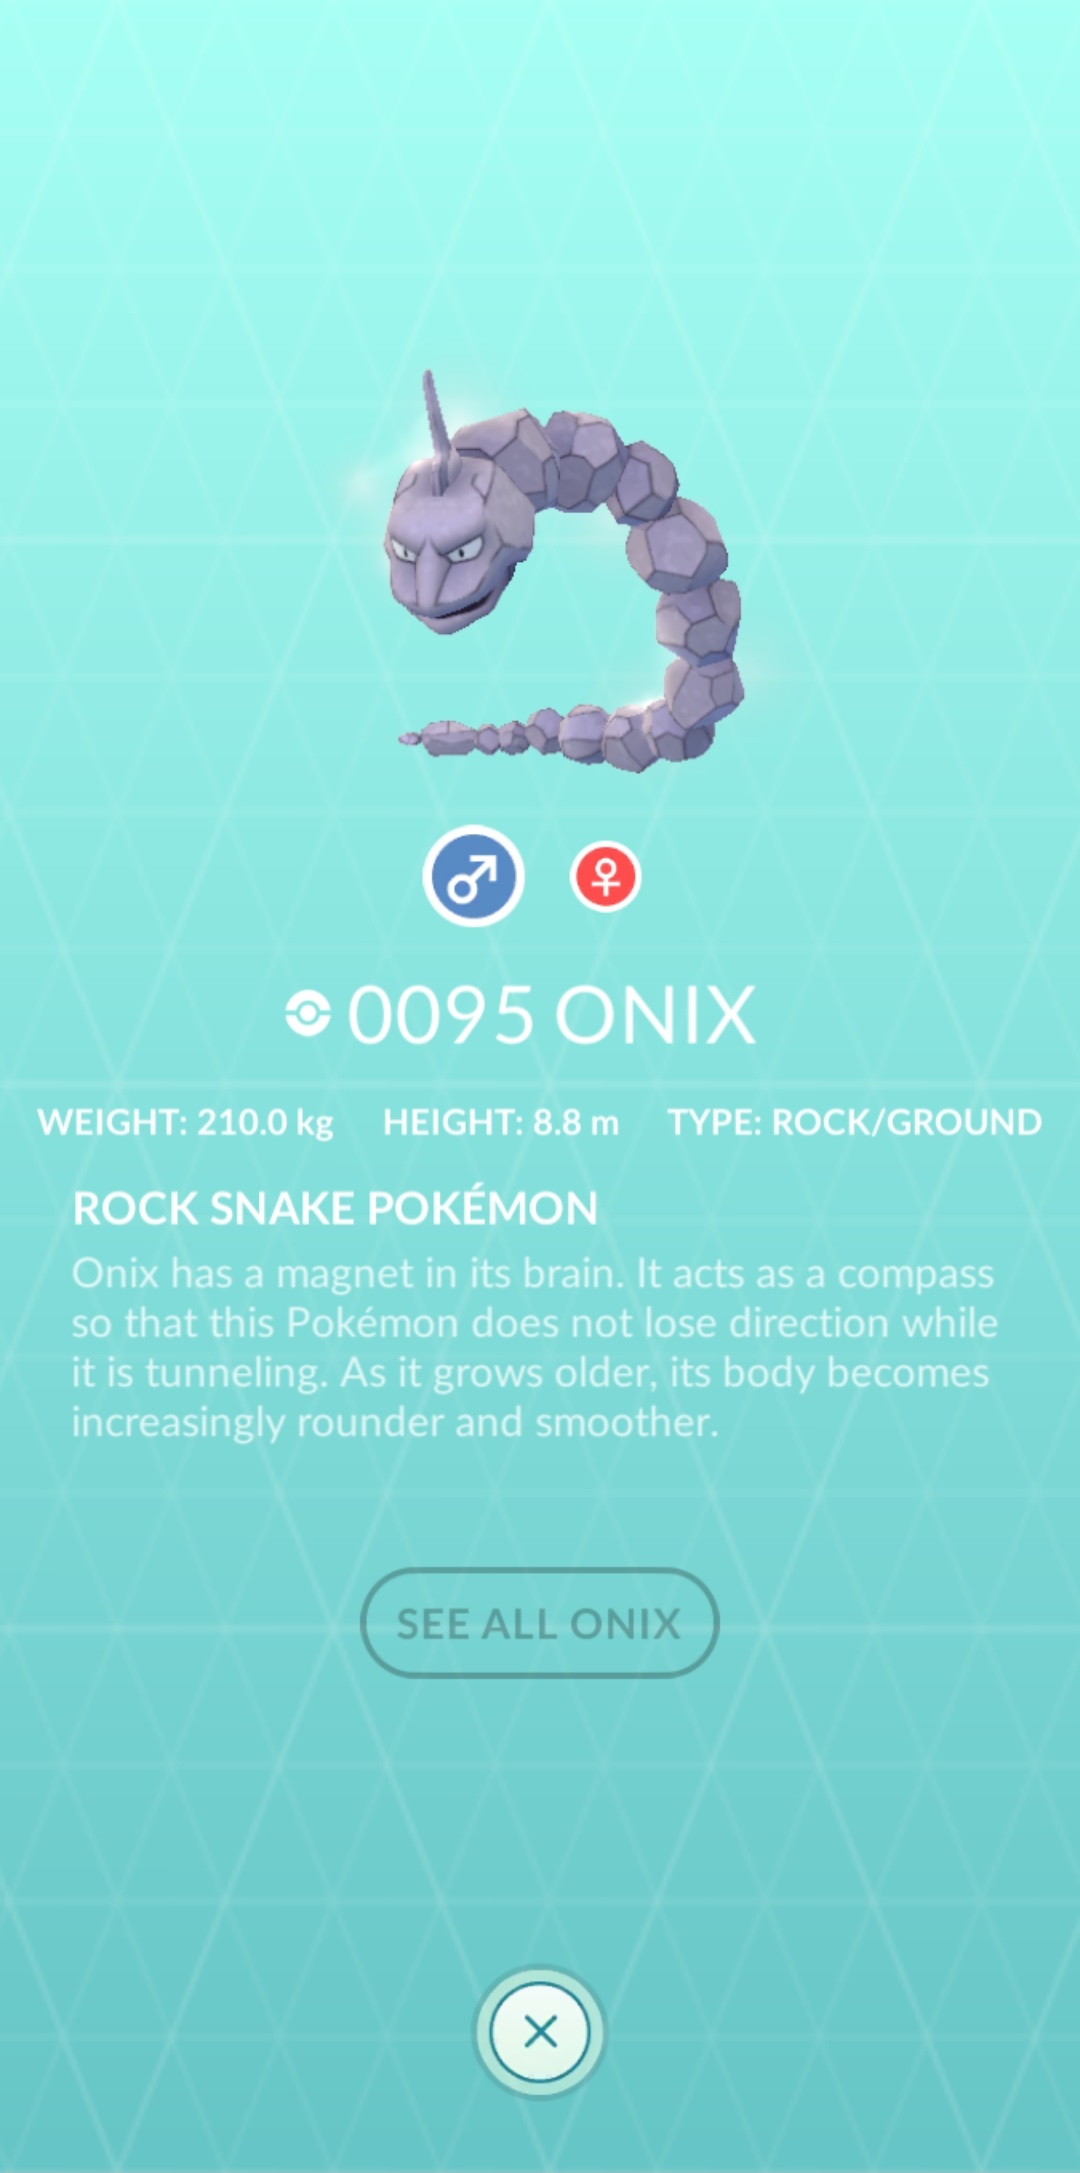 0095 ONIX
WEIGHT: 210.0 kg HEIGHT: 8.8 m TYPE: ROCK/GROUND
ROCK SNAKE POKÉMON
Onix has a magnet in its brain. It acts as a compass
so that this Pokémon does not lose direction while
it is tunneling. As it grows older, its body becomes
increasingly rounder and smoother.
SEE ALL ONIX